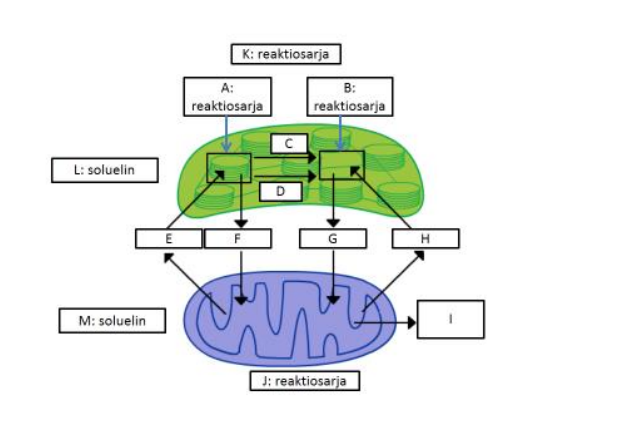 K: reaktiosarja
A:
reaktiosarja
B:
reaktiosarja
C
L: soluelin
D
E
F
G
H
M: soluelin
I
J: reaktiosarja